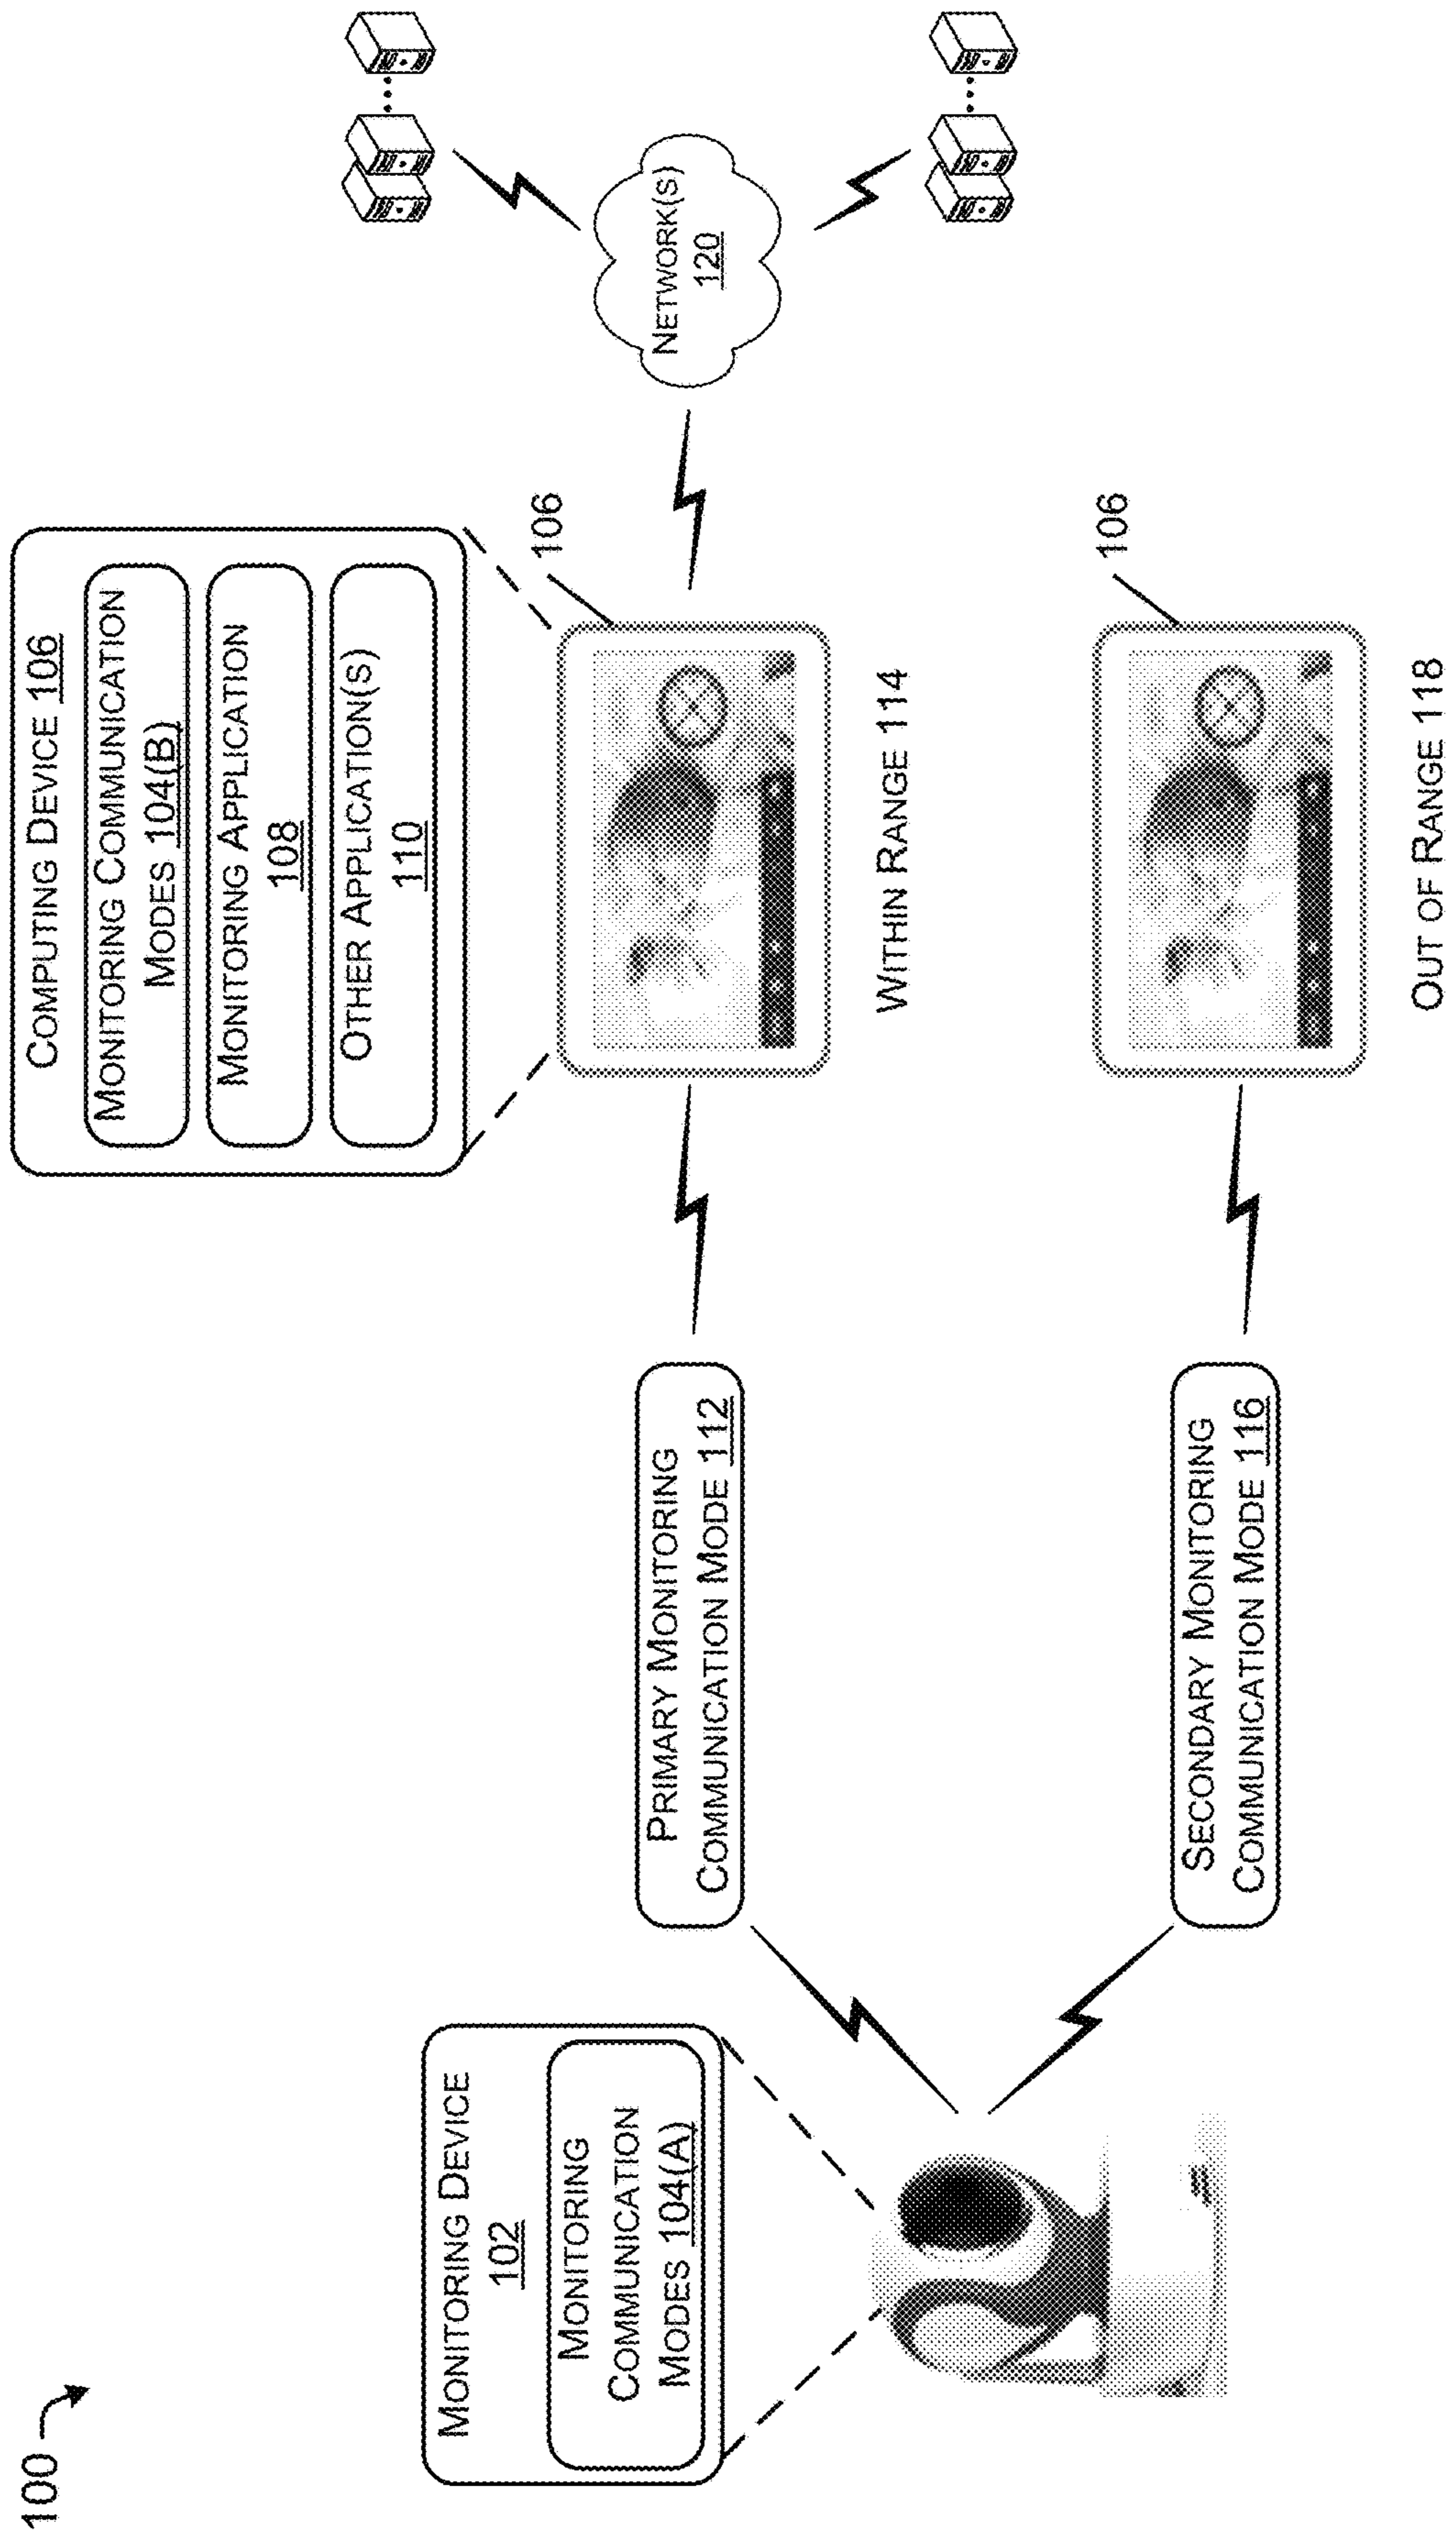 100
MONITORING DEVICE
102
MONITORING
COMMUNICATION
MODES 104(A)
PRIMARY MONITORING
COMMUNICATION MODE 112
SECONDARY MONITORING
COMMUNICATION MODE 116
COMPUTING DEVICE 106
MONITORING COMMUNICATION
MODES 104(B)
MONITORING APPLICATION
108
OTHER APPLICATION(S)
110
106
WITHIN RANGE 114
106
OUT OF RANGE 118
NETWORK(S)
120